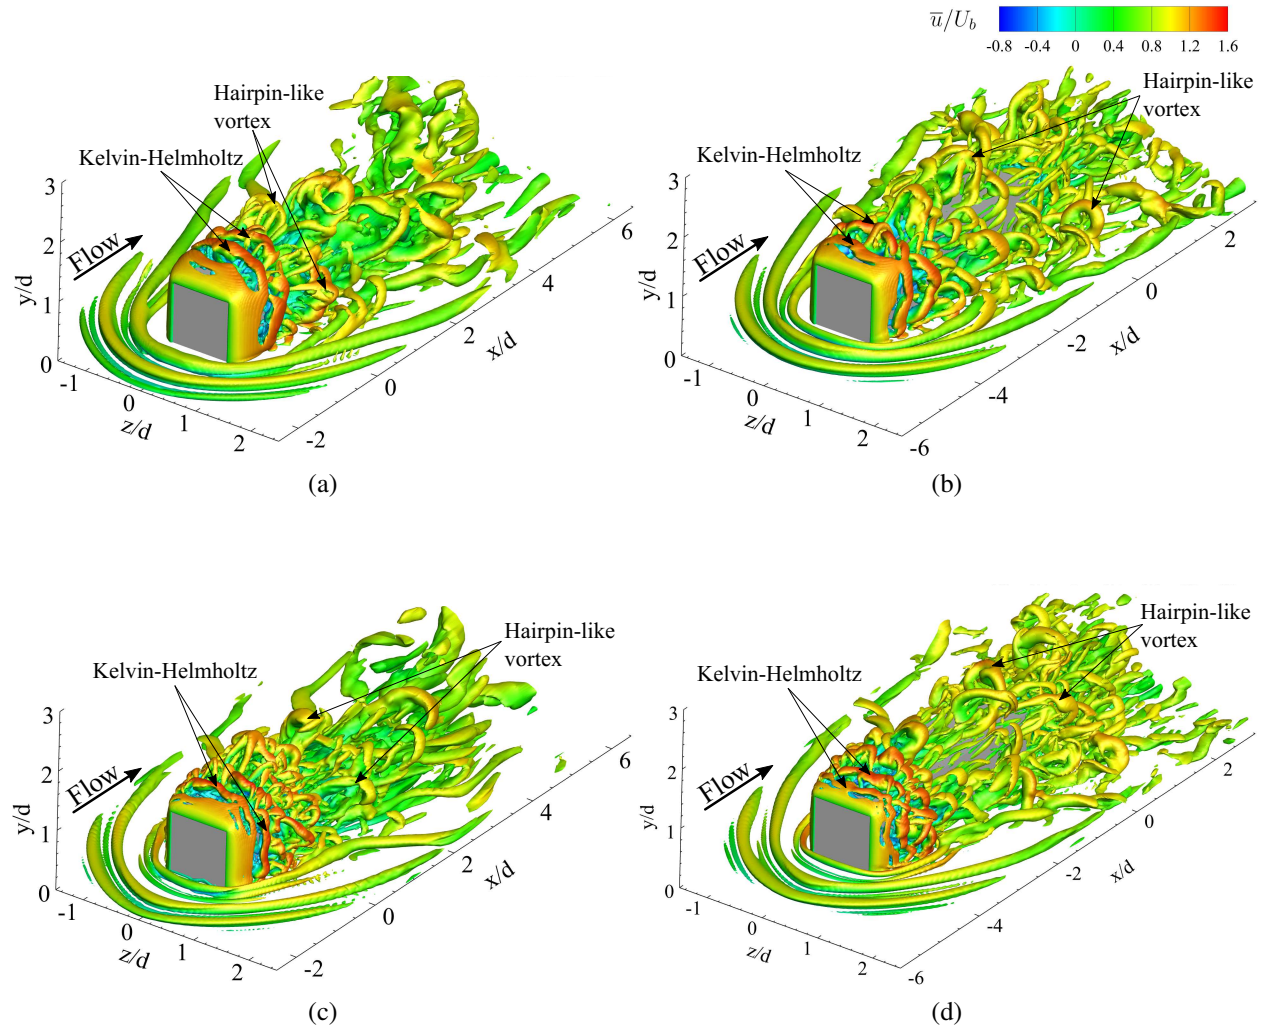 u̅/U_b
-0.8 -0.4 0 0.4 0.8 1.2 1.6
Hairpin-like
vortex
Kelvin-Helmholtz
Flow
y/d
3
2
1
0
-1
0
1
2
z/d
-2
0
2
4
6
x/d
(a)
Hairpin-like
vortex
Kelvin-Helmholtz
Flow
y/d
3
2
1
0
-1
0
1
2
z/d
-6
-4
-2
0
2
x/d
(b)
Hairpin-like
vortex
Kelvin-Helmholtz
Flow
y/d
3
2
1
0
-1
0
1
2
z/d
-2
0
2
4
6
x/d
(c)
Hairpin-like
vortex
Kelvin-Helmholtz
Flow
y/d
3
2
1
0
-1
0
1
2
z/d
-6
-4
-2
0
2
x/d
(d)